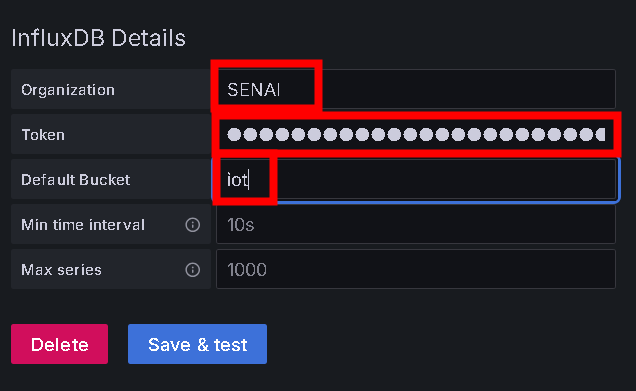 InfluxDB Details
Organization SENAI
Token ●●●●●●●●●●●●●●●●●●●●●●●●
Default Bucket iot
Min time interval 10s
Max series 1000
Delete Save & test